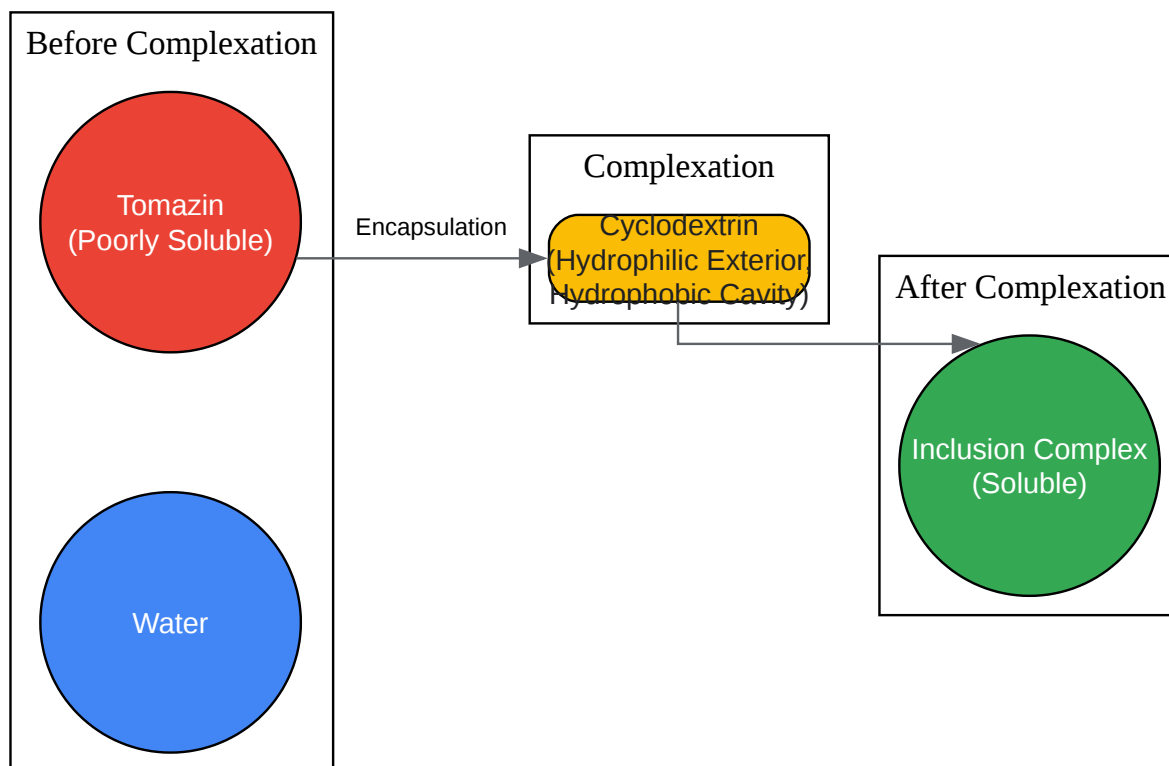 Before Complexation
Tomazin
(Poorly Soluble)
Water
Encapsulation
Complexation
Cyclodextrin
(Hydrophilic Exterior,
Hydrophobic Cavity)
After Complexation
Inclusion Complex
(Soluble)